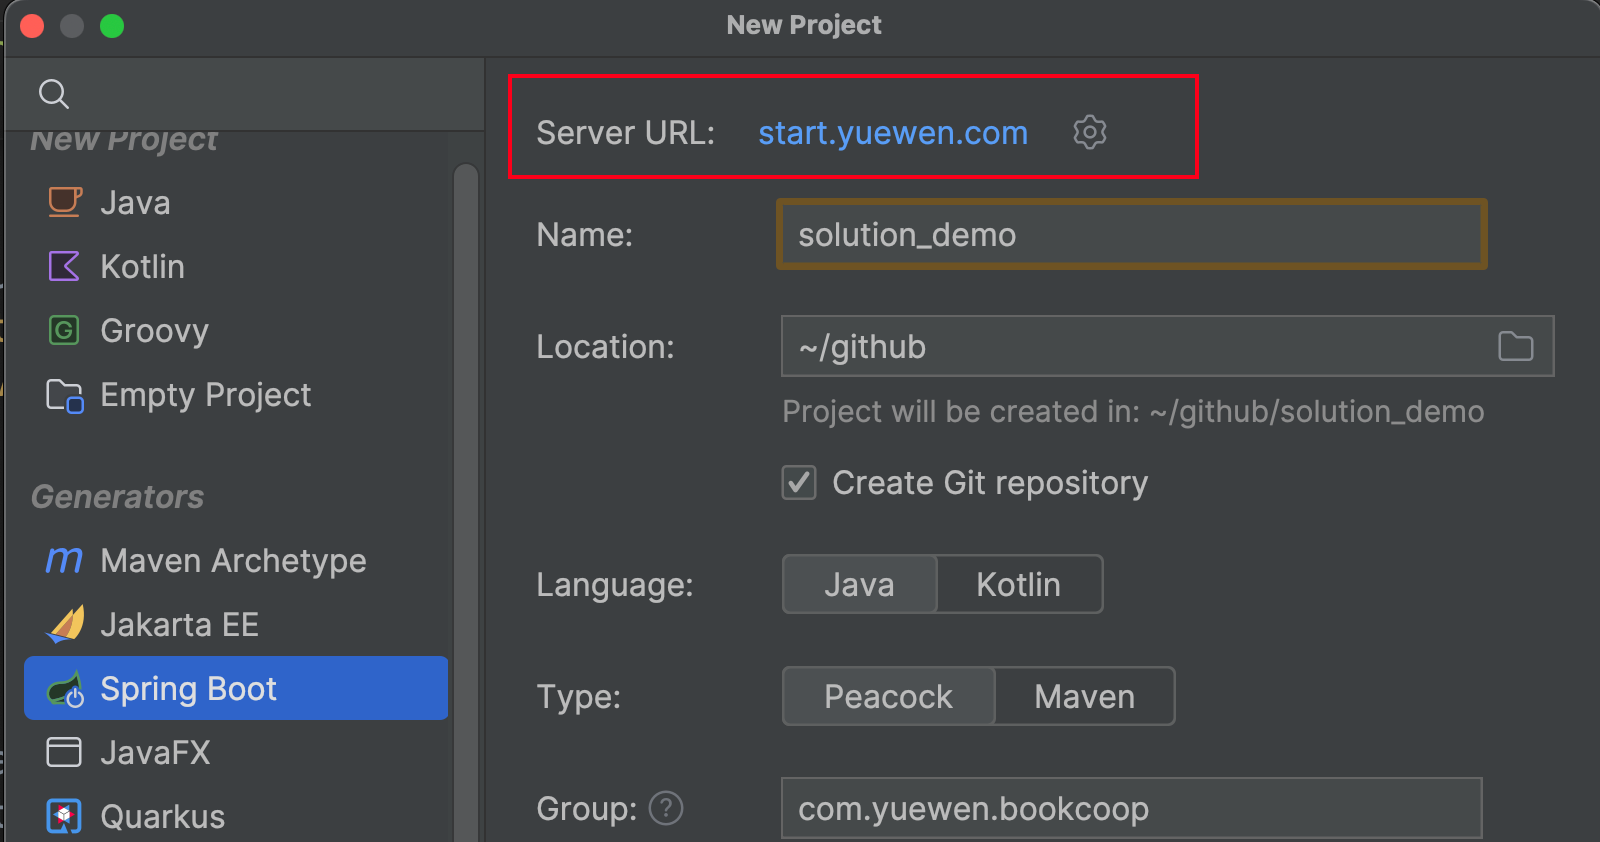 New Project
New Project
Java
Kotlin
Groovy
Empty Project
Generators
Maven Archetype
Jakarta EE
Spring Boot
JavaFX
Quarkus
Server URL: start.yuewen.com
Name: solution_demo
Location: ~/github
Project will be created in: ~/github/solution_demo
Create Git repository
Language: Java Kotlin
Type: Peacock Maven
Group: ? com.yuewen.bookcoop